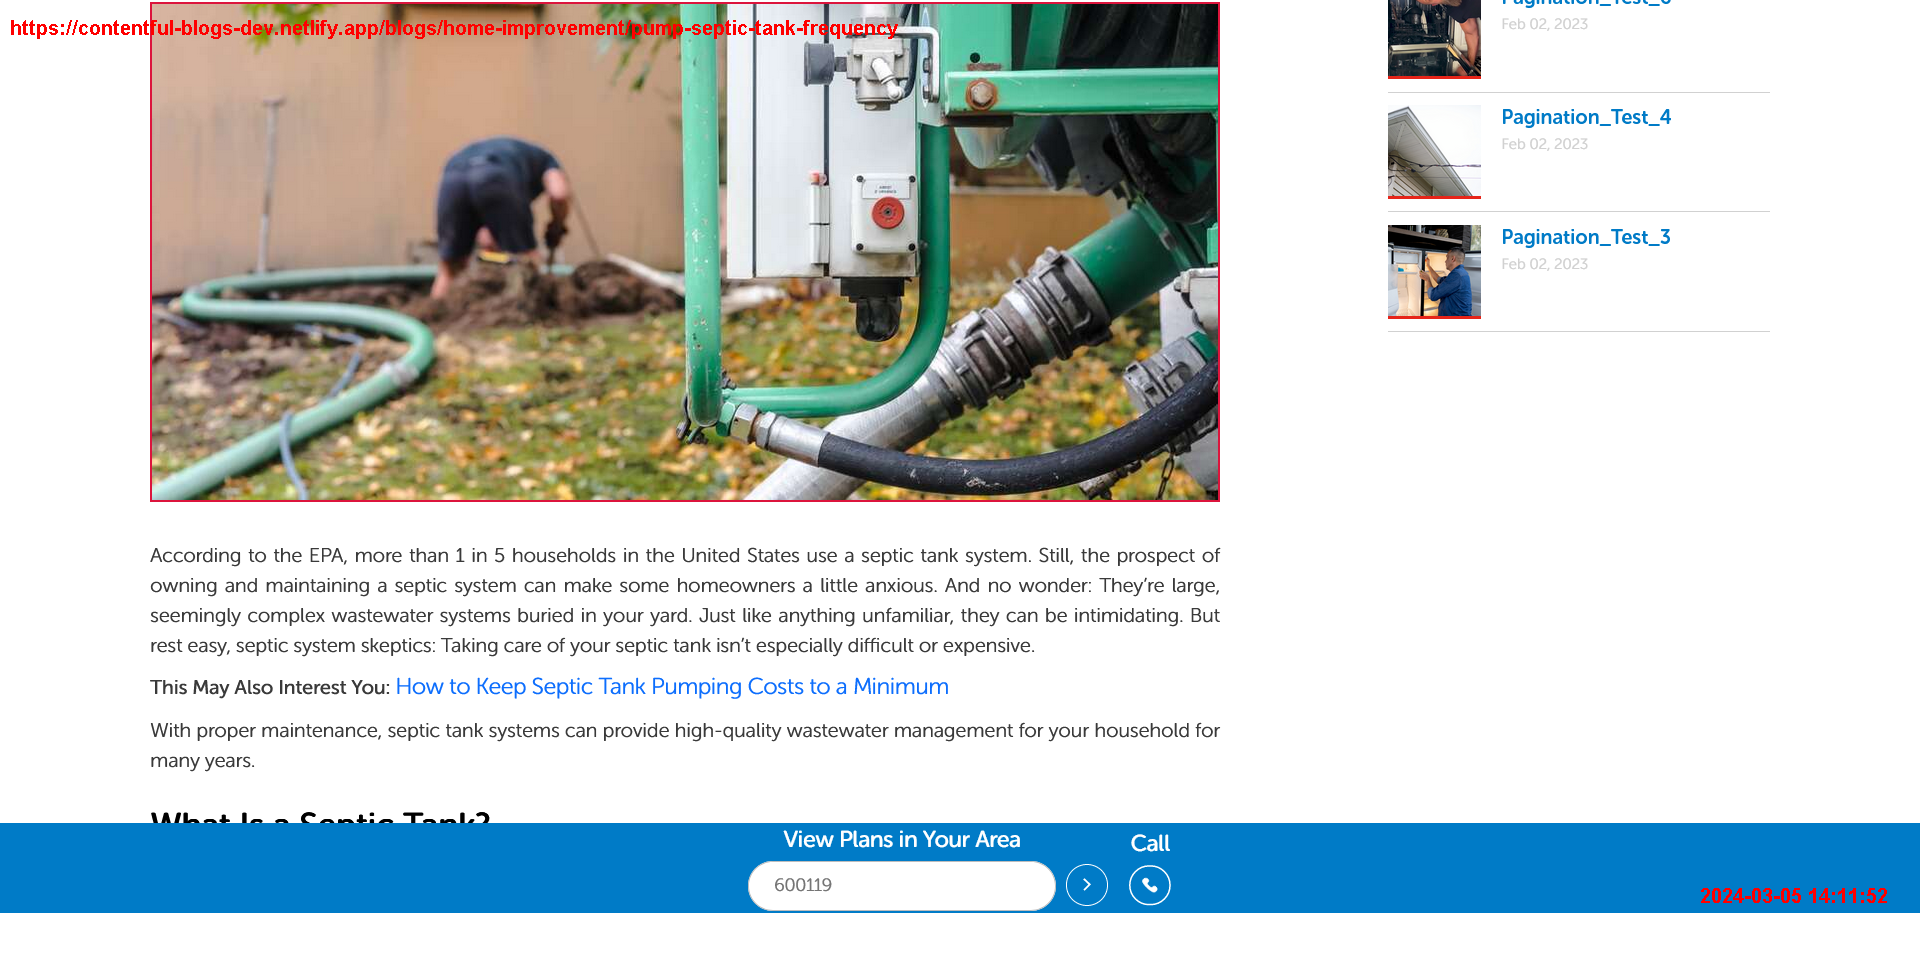 https://contentful-blogs-dev.netlify.app/blogs/home-improvement/pump-septic-tank-frequency
Feb 02, 2023
Pagination_Test_4
Feb 02, 2023
Pagination_Test_3
Feb 02, 2023
According to the EPA, more than 1 in 5 households in the United States use a septic tank system. Still, the prospect of
owning and maintaining a septic system can make some homeowners a little anxious. And no wonder: They’re large,
seemingly complex wastewater systems buried in your yard. Just like anything unfamiliar, they can be intimidating. But
rest easy, septic system skeptics: Taking care of your septic tank isn’t especially difficult or expensive.
This May Also Interest You: How to Keep Septic Tank Pumping Costs to a Minimum
With proper maintenance, septic tank systems can provide high-quality wastewater management for your household for
many years.
What Is a Septic Tank?
View Plans in Your Area
Call
600119
2024-03-05 14:11:52